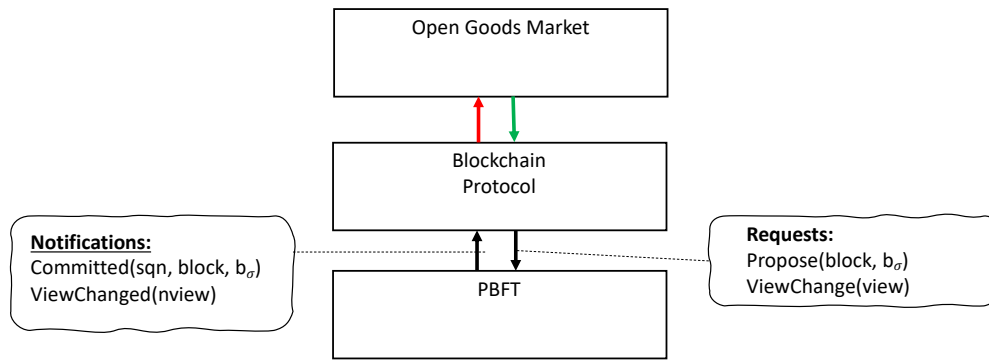 Open Goods Market
Blockchain
Protocol
Notifications:
Committed(sqn, block, bσ)
ViewChanged(nview)
Requests:
Propose(block, bσ)
ViewChange(view)
PBFT